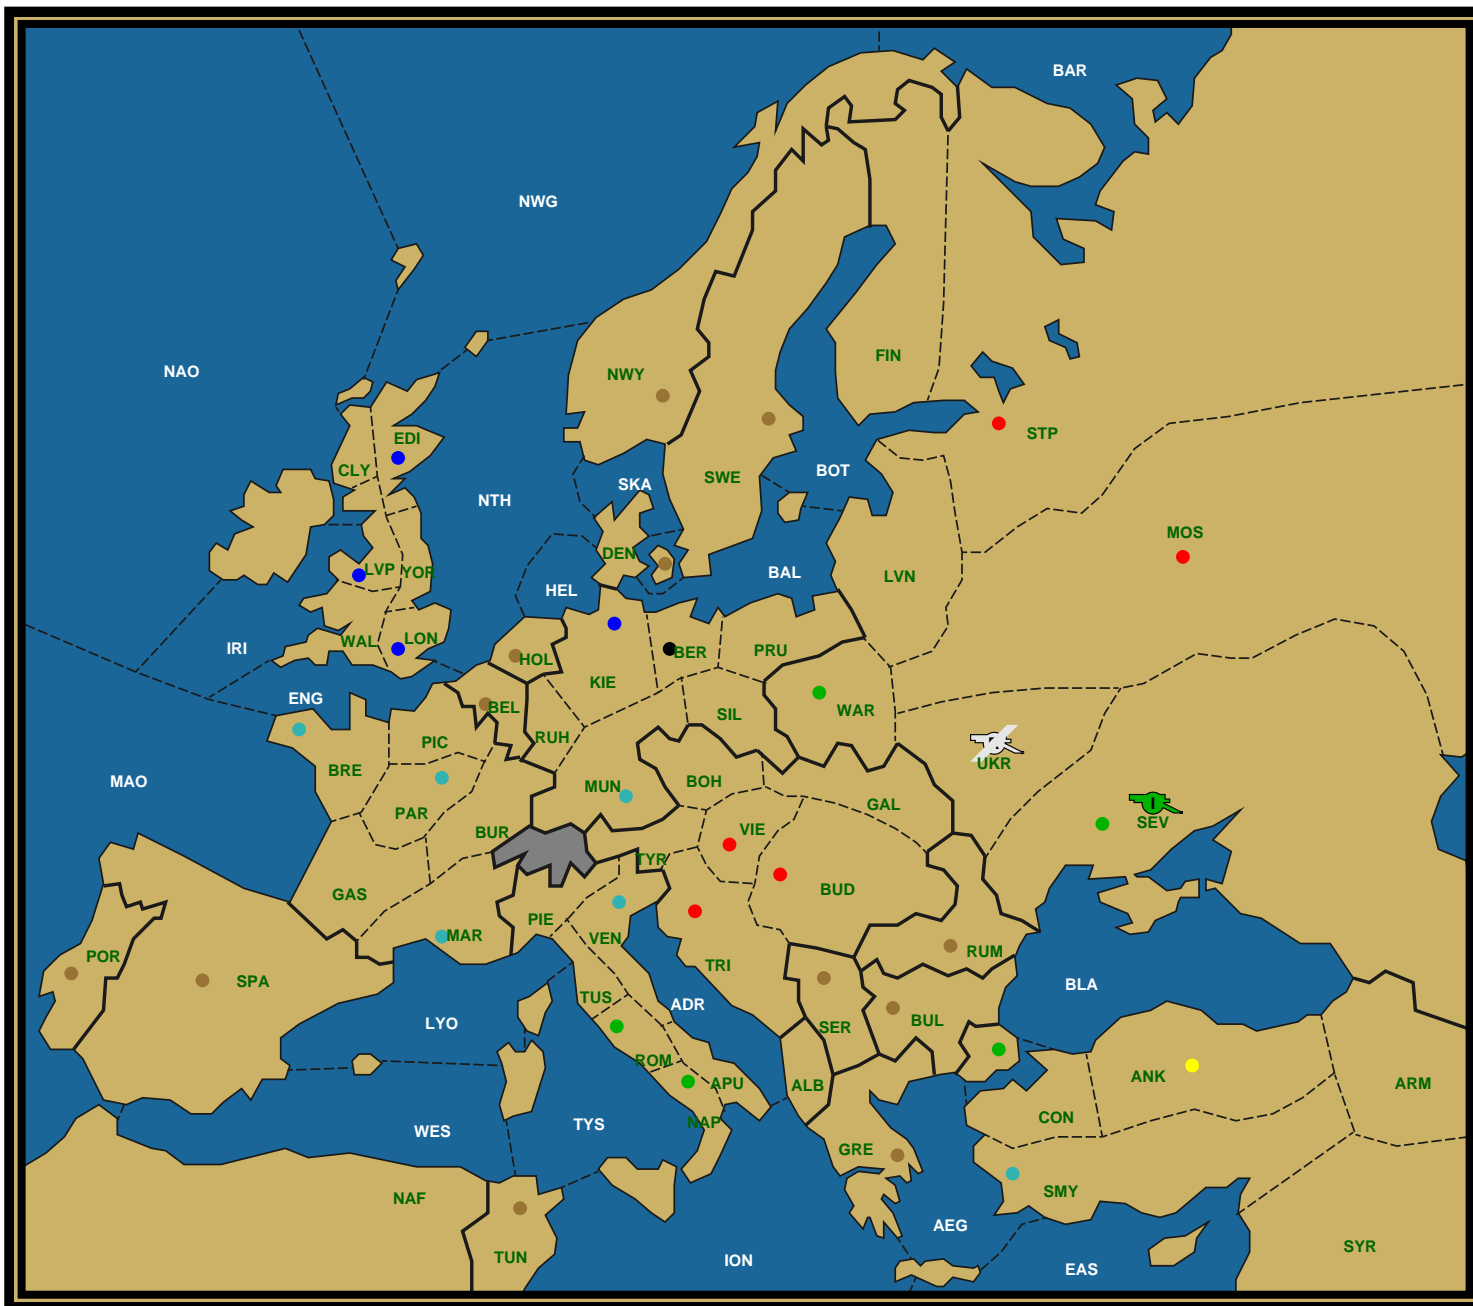 BAR
NWG
NAO
FIN
NWY
EDI
STP
CLY
SKA
BOT
SWE
NTH
MOS
DEN
LVP
YOR
BAL
LVN
HEL
IRI
WAL
LON
HOL
BER
PRU
KIE
ENG
BEL
SIL
WAR
PIC
RUH
UKR
BRE
MAO
MUN
BOH
GAL
PAR
SEV
BUR
VIE
TYR
BUD
GAS
PIE
MAR
VEN
POR
RUM
TRI
SPA
BLA
TUS
ADR
LYO
BUL
SER
ROM
ANK
APU
ALB
ARM
CON
NAP
TYS
WES
GRE
SMY
NAF
AEG
SYR
TUN
ION
EAS